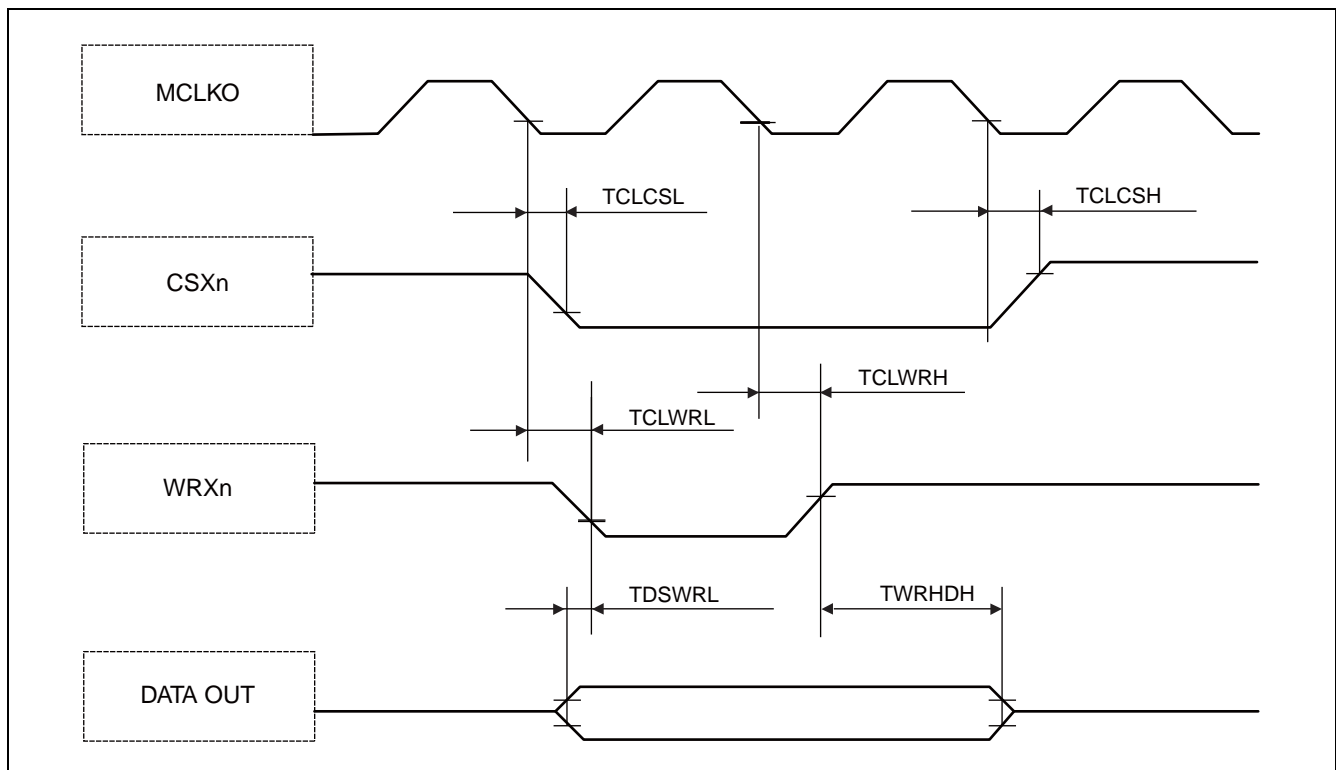 MCLKO
TCLCSL
TCLCSH
CSXn
TCLWRH
TCLWRL
WRXn
TDSWRL
TWRHDH
DATA OUT